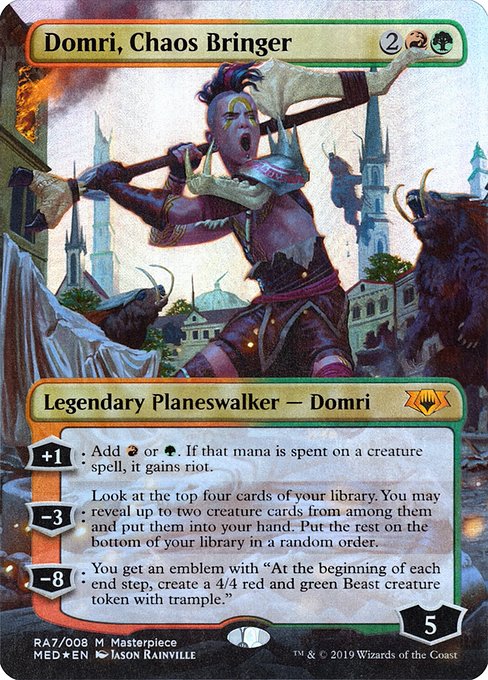 Domri, Chaos Bringer 2
Legendary Planeswalker — Domri
+1: Add or . If that mana is spent on a creature
spell, it gains riot.
−3: Look at the top four cards of your library. You may
reveal up to two creature cards from among them
and put them into your hand. Put the rest on the
bottom of your library in a random order.
−8: You get an emblem with “At the beginning of each
end step, create a 4/4 red and green Beast creature
token with trample.”
5
RA7/008 M Masterpiece
MED★EN Jason Rainville
™ & © 2019 Wizards of the Coast